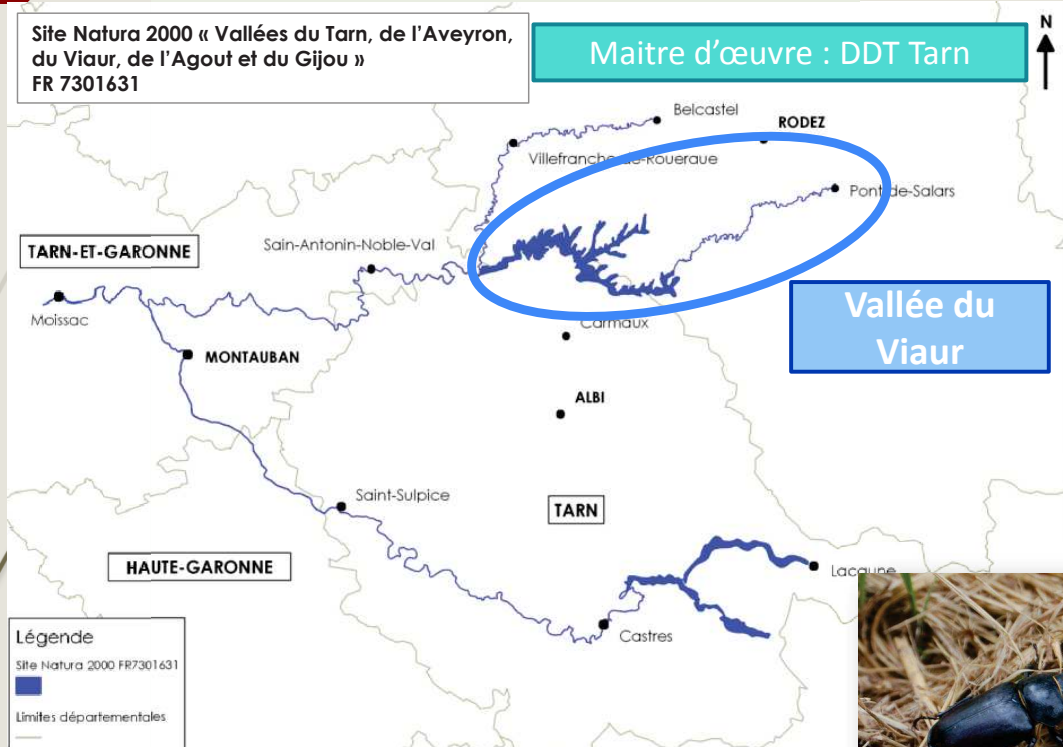 Site Natura 2000 « Vallées du Tarn, de l'Aveyron,
du Viaur, de l'Agout et du Gijou »
FR 7301631
Maitre d'œuvre : DDT Tarn
N
Belcastel
RODEZ
Villefranche-de-Rouergue
Pont-de-Salars
TARN-ET-GARONNE
Sain-Antonin-Noble-Val
Moissac
Vallée du
Viaur
Carmaux
MONTAUBAN
ALBI
Saint-Sulpice
TARN
HAUTE-GARONNE
Lacaune
Castres
Légende
Site Natura 2000 FR7301631
Limites départementales